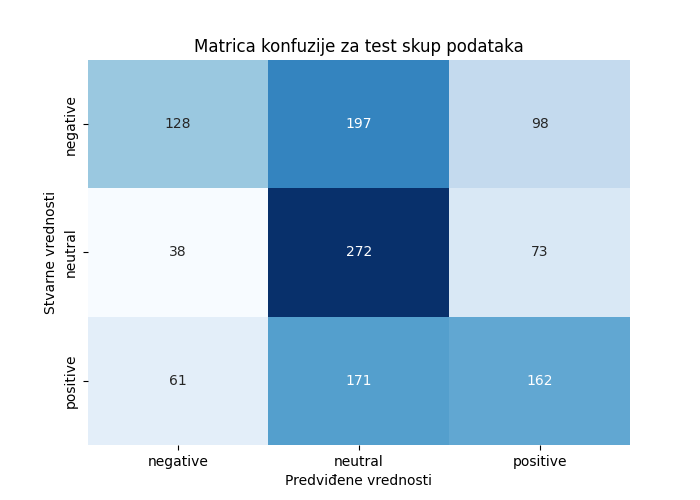 Matrica konfuzije za test skup podataka
Stvarne vrednosti
negative
128 197 98
neutral
38 272 73
positive
61 171 162
negative neutral positive
Predviđene vrednosti